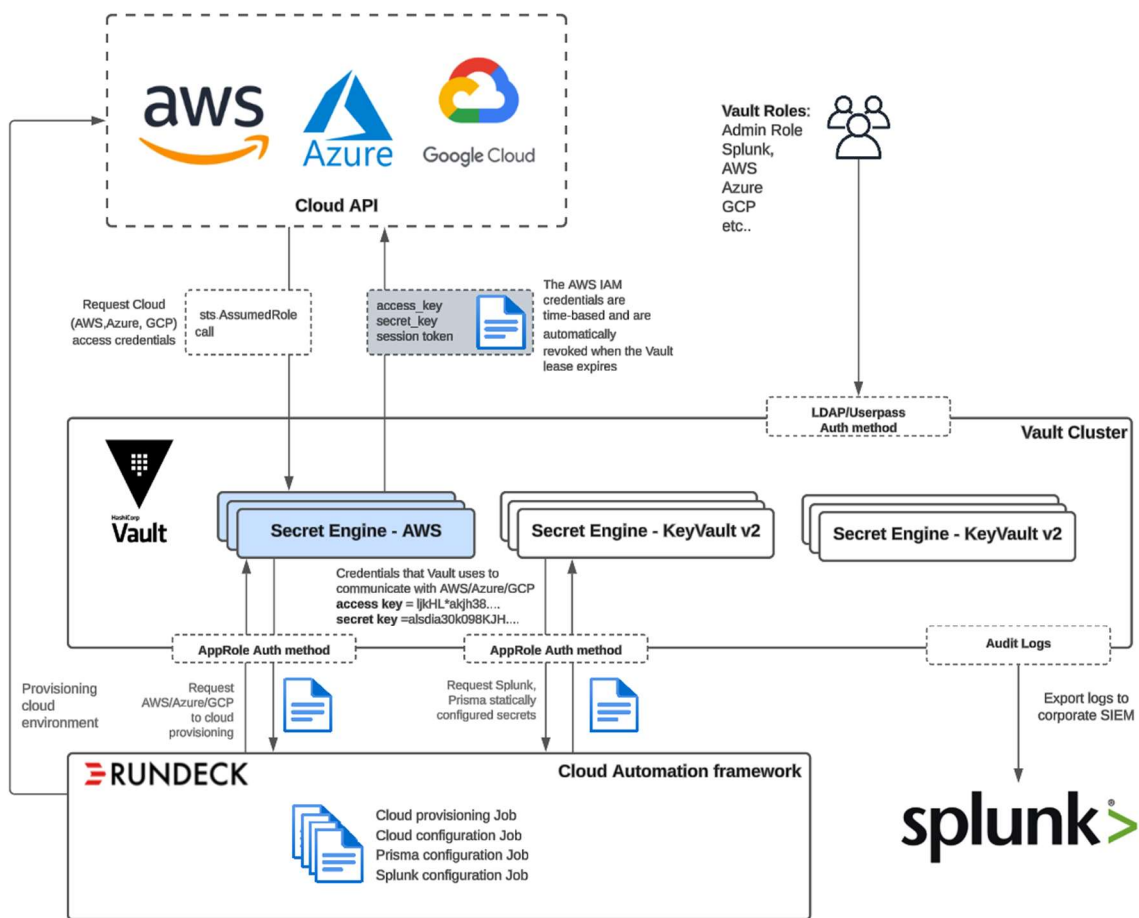 aws
Azure
Google Cloud
Cloud API
Vault Roles:
Admin Role
Splunk,
AWS
Azure
GCP
etc..
Request Cloud
(AWS,Azure, GCP)
access credentials
sts.AssumedRole
call
access_key
secret_key
session token
The AWS IAM
credentials are
time-based and are
automatically
revoked when the Vault
lease expires
LDAP/Userpass
Auth method
Vault Cluster
HashiCorp
Vault
Secret Engine - AWS
Secret Engine - KeyVault v2
Secret Engine - KeyVault v2
Credentials that Vault uses to
communicate with AWS/Azure/GCP
access key = ljkHL*akjh38....
secret key =alsdia30k098KJH....
AppRole Auth method
AppRole Auth method
Audit Logs
Provisioning
cloud
environment
Request
AWS/Azure/GCP
to cloud
provisioning
Request Splunk,
Prisma statically
configured secrets
Export logs to
corporate SIEM
RUNDECK
Cloud Automation framework
Cloud provisioning Job
Cloud configuration Job
Prisma configuration Job
Splunk configuration Job
splunk>®